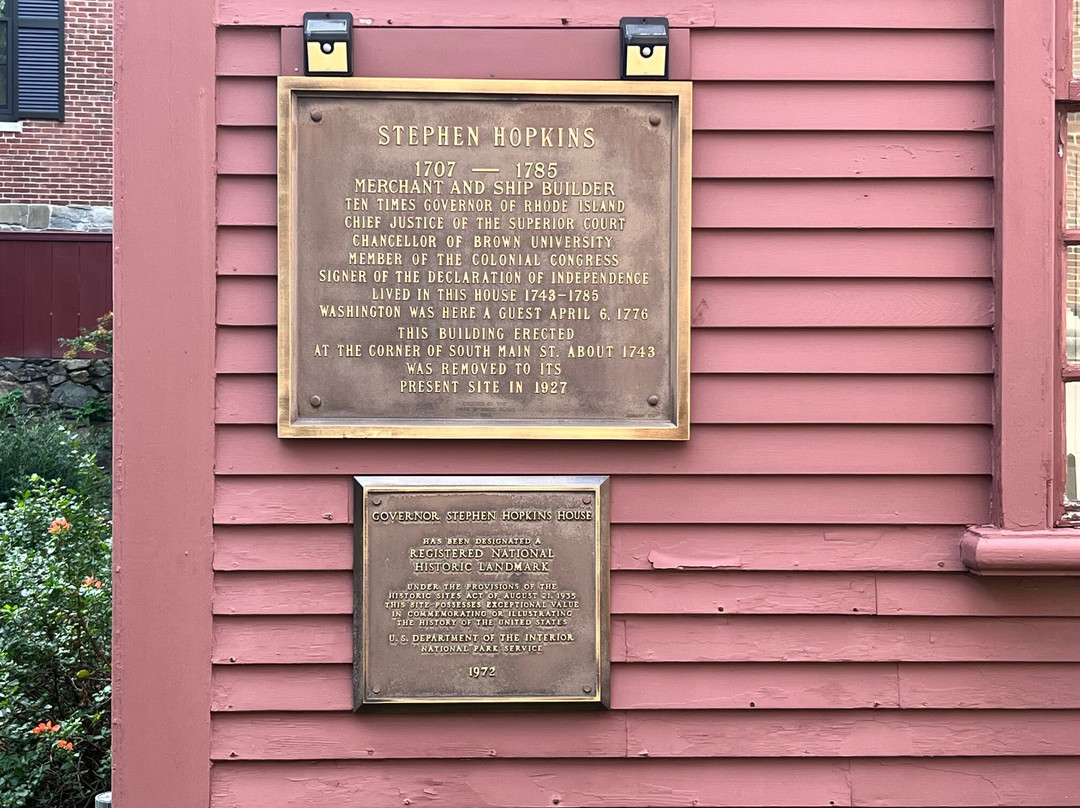 STEPHEN HOPKINS
1707 — 1785
MERCHANT AND SHIP BUILDER
TEN TIMES GOVERNOR OF RHODE ISLAND
CHIEF JUSTICE OF THE SUPERIOR COURT
CHANCELLOR OF BROWN UNIVERSITY
MEMBER OF THE COLONIAL CONGRESS
SIGNER OF THE DECLARATION OF INDEPENDENCE
LIVED IN THIS HOUSE 1743–1785
WASHINGTON WAS HERE A GUEST APRIL 6, 1776
THIS BUILDING ERECTED
AT THE CORNER OF SOUTH MAIN ST. ABOUT 1743
WAS REMOVED TO ITS
PRESENT SITE IN 1927
GOVERNOR STEPHEN HOPKINS HOUSE
HAS BEEN DESIGNATED A
REGISTERED NATIONAL
HISTORIC LANDMARK
UNDER THE PROVISIONS OF THE
HISTORIC SITES ACT OF AUGUST 21, 1935
THIS SITE POSSESSES EXCEPTIONAL VALUE
IN COMMEMORATING OR ILLUSTRATING
THE HISTORY OF THE UNITED STATES
U.S. DEPARTMENT OF THE INTERIOR
NATIONAL PARK SERVICE
1972